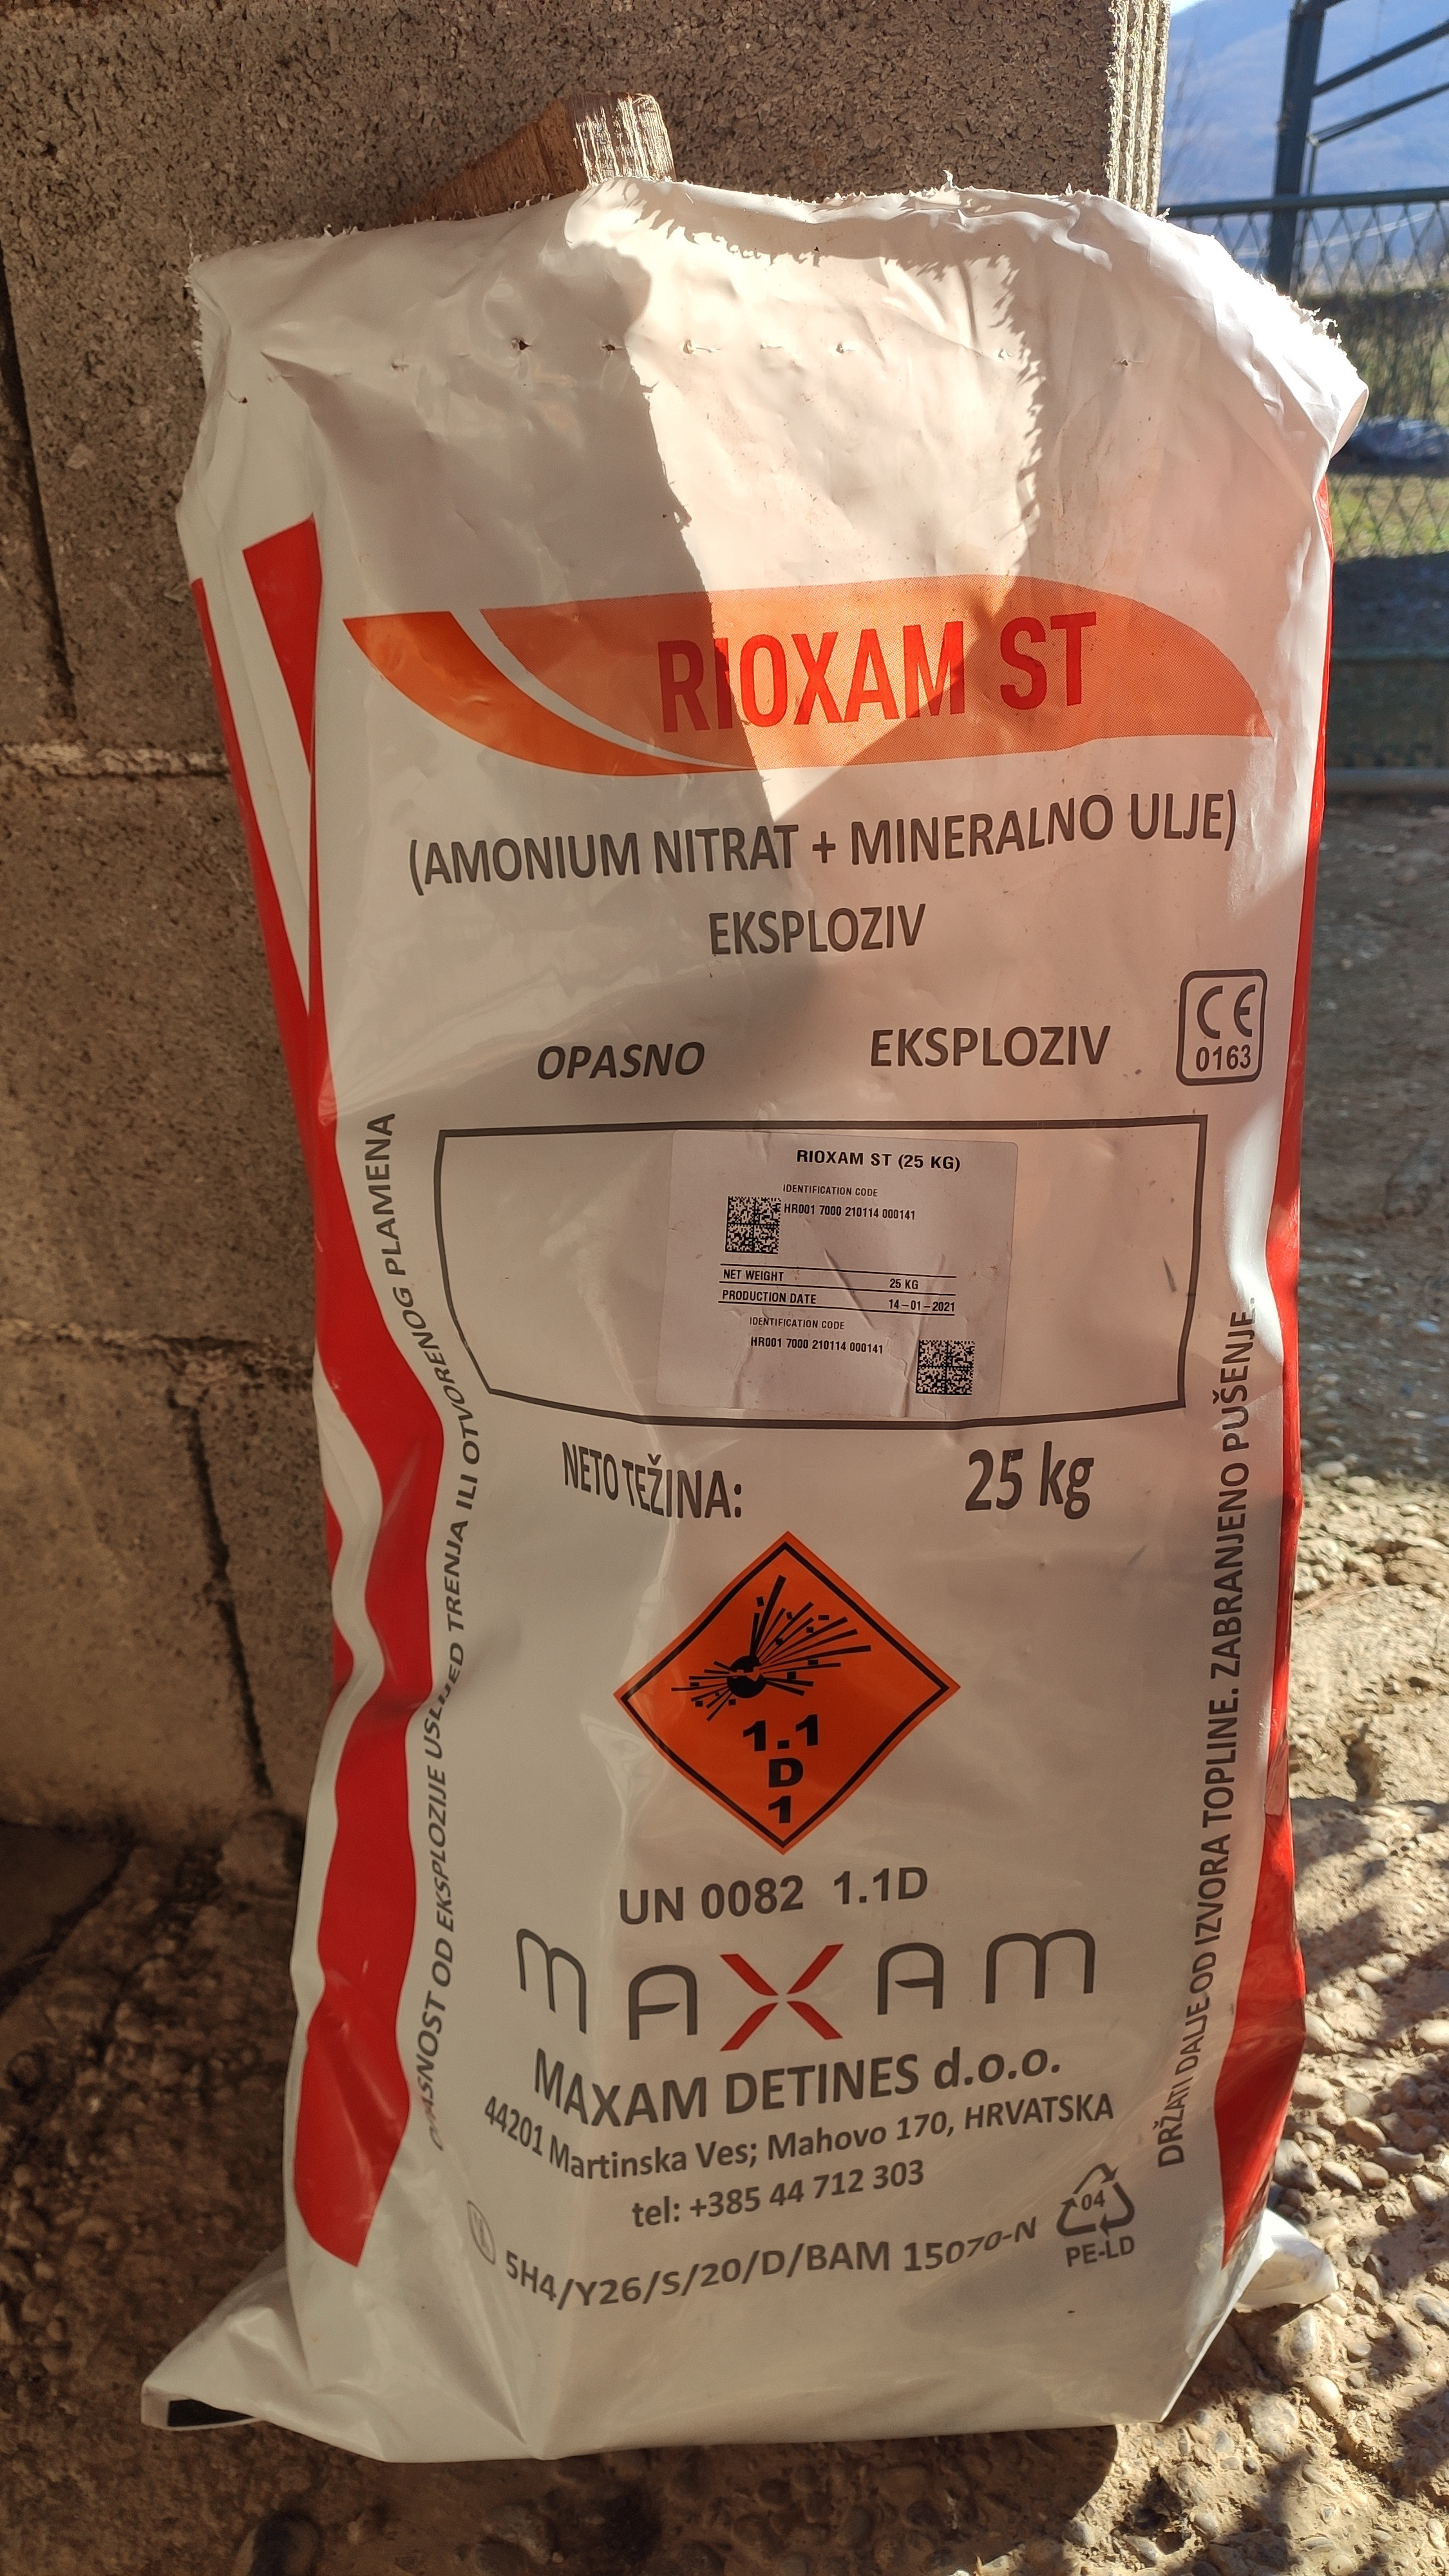 RIOXAM ST
(AMONIUM NITRAT + MINERALNO ULJE)
EKSPLOZIV
OPASNO EKSPLOZIV
CE
0163
RIOXAM ST (25 KG)
IDENTIFICATION CODE
HR001 7000 210114 000141
NET WEIGHT 25 KG
PRODUCTION DATE 14-01-2021
IDENTIFICATION CODE
HR001 7000 210114 000141
NETO TEŽINA: 25 kg
OPASNOST OD EKSPLOZIJE USLIJED TRENJA ILI OTVORENOG PLAMENA
DRŽATI DALJE OD IZVORA TOPLINE. ZABRANJENO PUŠENJE.
1.1
D
1
UN 0082 1.1D
MAXAM
MAXAM DETINES d.o.o.
44201 Martinska Ves; Mahovo 170, HRVATSKA
tel: +385 44 712 303
5H4/Y26/S/20/D/BAM 15070-N
04
PE-LD